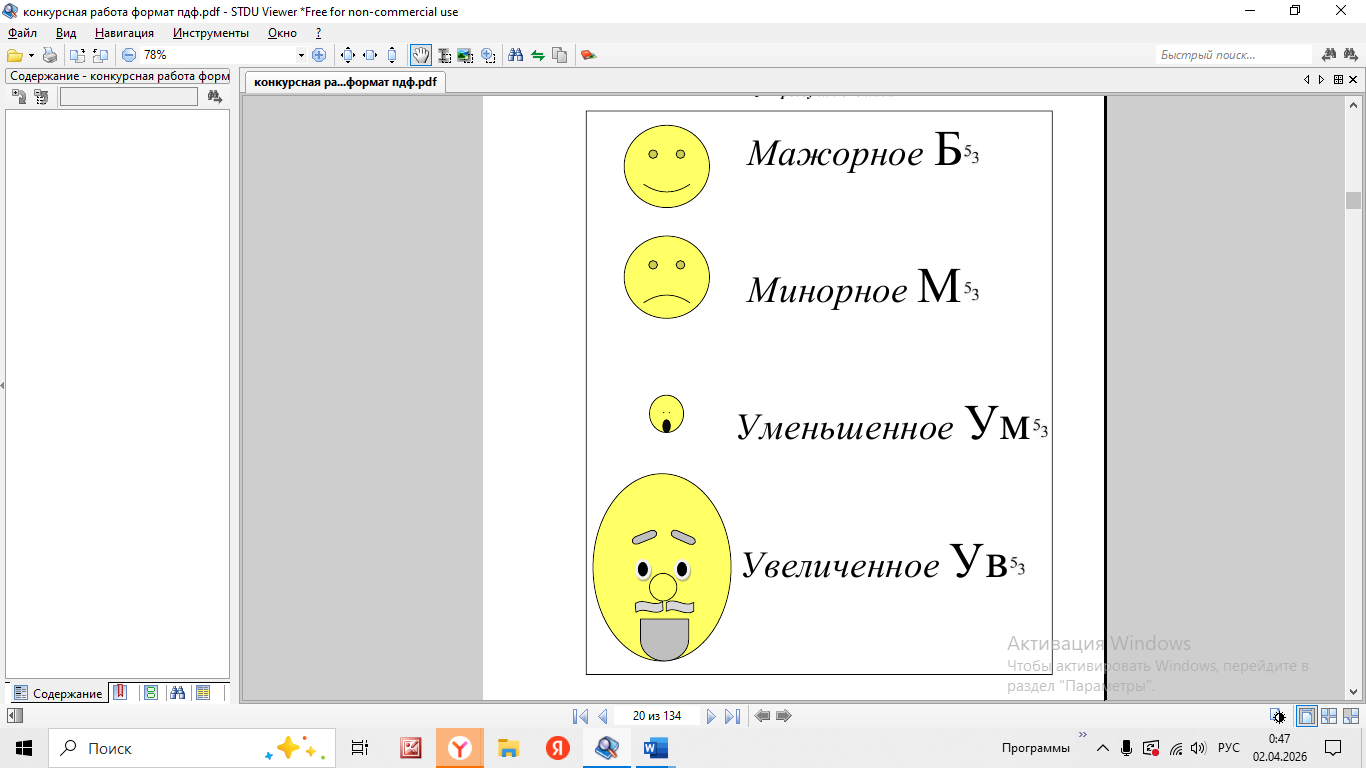 конкурсная работа формат пдф.pdf - STDU Viewer *Free for non-commercial use
Файл Вид Навигация Инструменты Окно ?
78%
Быстрый поиск...
Содержание - конкурсная работа форм
конкурсная ра...формат пдф.pdf
Мажорное Б53
Минорное М53
Уменьшенное Ум53
Увеличенное Ув53
Активация Windows
Чтобы активировать Windows, перейдите в
раздел "Параметры".
Содержание
20 из 134
Поиск
Программы
РУС
0:47
02.04.2026